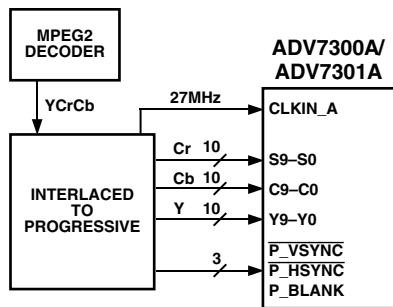 MPEG2
DECODER
YCrCb
INTERLACED
TO
PROGRESSIVE
27MHz
Cr 10
Cb 10
Y 10
3
ADV7300A/
ADV7301A
CLKIN_A
S9–S0
C9–C0
Y9–Y0
P_VSYNC
P_HSYNC
P_BLANK